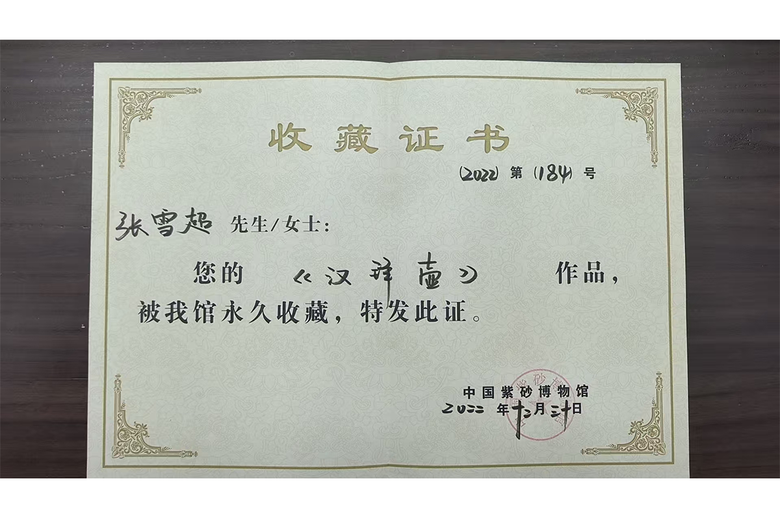 收藏证书
(2022) 第 (184) 号
张雪超 先生/女士：
您的 《汉 壶》 作品，
被我馆永久收藏，特发此证。
中国紫砂博物馆
2022 年十二月三十日